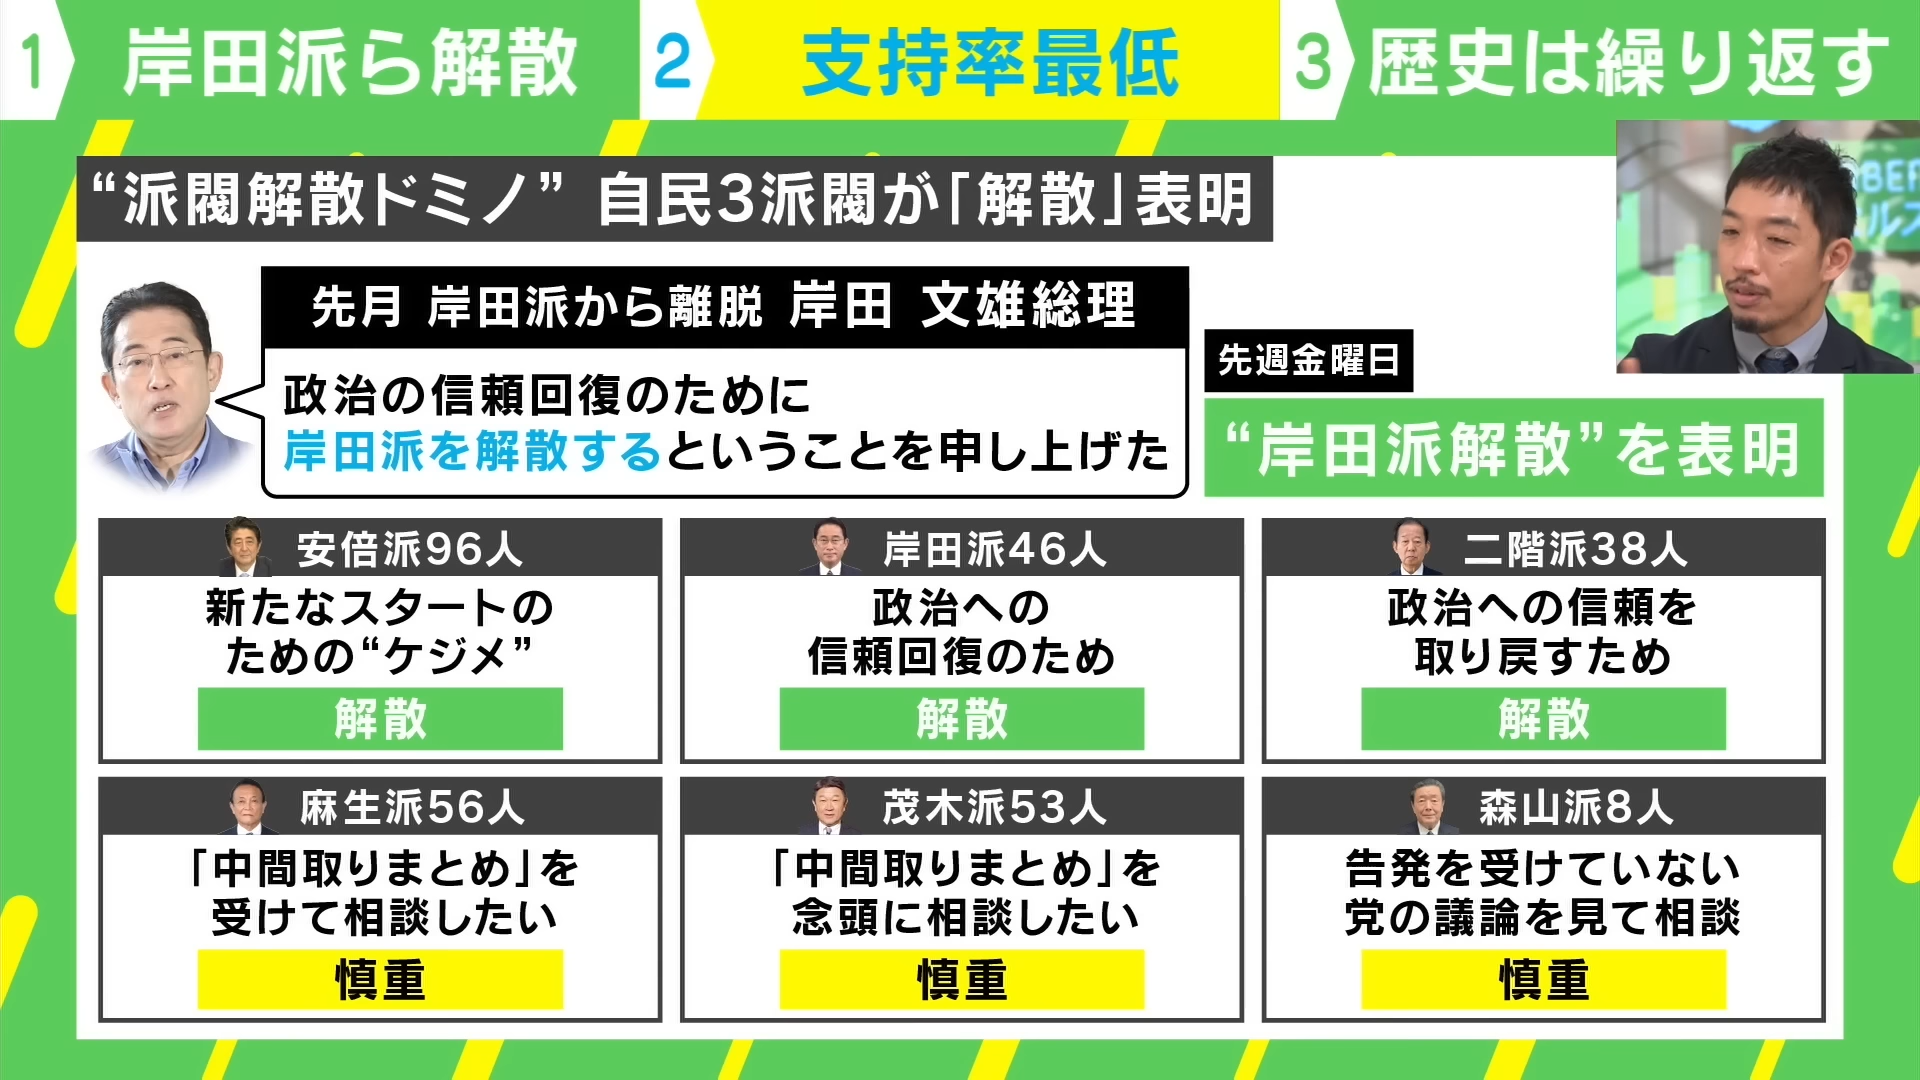 1 岸田派ら解散
2 支持率最低
3 歴史は繰り返す
“派閥解散ドミノ” 自民3派閥が「解散」表明
先月 岸田派から離脱 岸田 文雄総理
政治の信頼回復のために
岸田派を解散するということを申し上げた
先週金曜日
“岸田派解散”を表明
安倍派96人
新たなスタートの
ための“ケジメ”
解散
岸田派46人
政治への
信頼回復のため
解散
二階派38人
政治への信頼を
取り戻すため
解散
麻生派56人
「中間取りまとめ」を
受けて相談したい
慎重
茂木派53人
「中間取りまとめ」を
念頭に相談したい
慎重
森山派8人
告発を受けていない
党の議論を見て相談
慎重